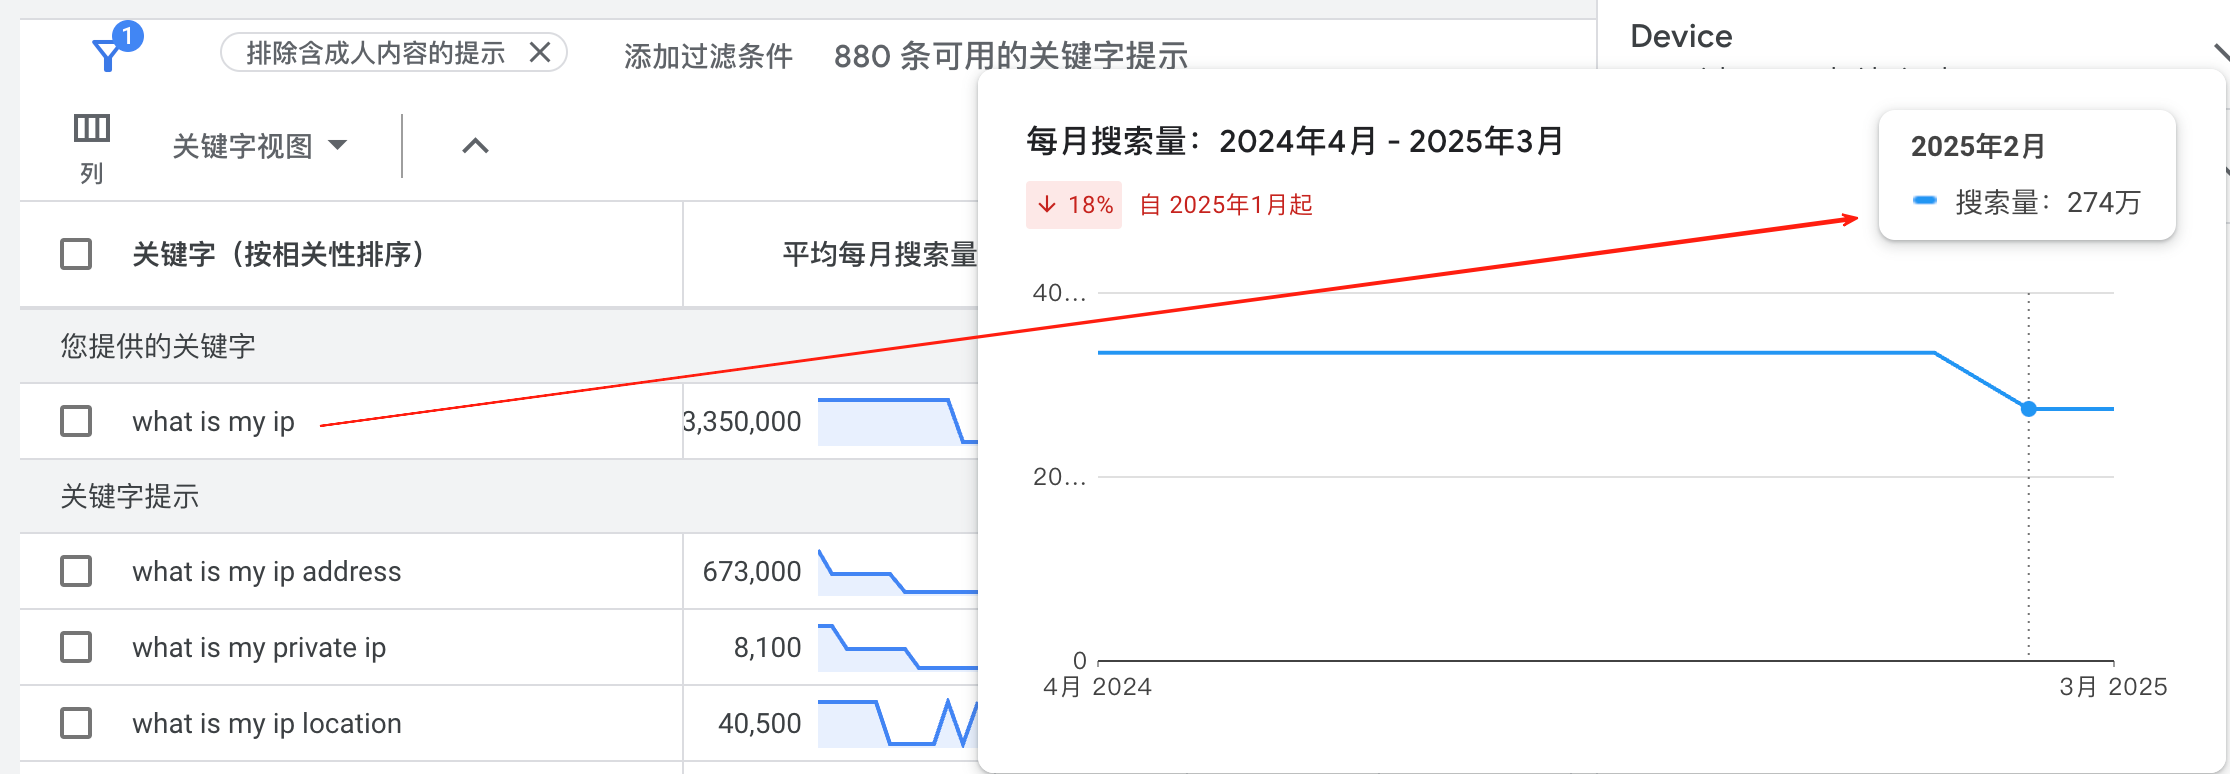 1
排除含成人内容的提示
添加过滤条件
880 条可用的关键字提示
Device
列
关键字视图
关键字（按相关性排序）
平均每月搜索量
您提供的关键字
what is my ip
3,350,000
关键字提示
what is my ip address
673,000
what is my private ip
8,100
what is my ip location
40,500
每月搜索量：2024年4月 - 2025年3月
18%
自 2025年1月起
2025年2月
搜索量：274万
40...
20...
0
4月 2024
3月 2025